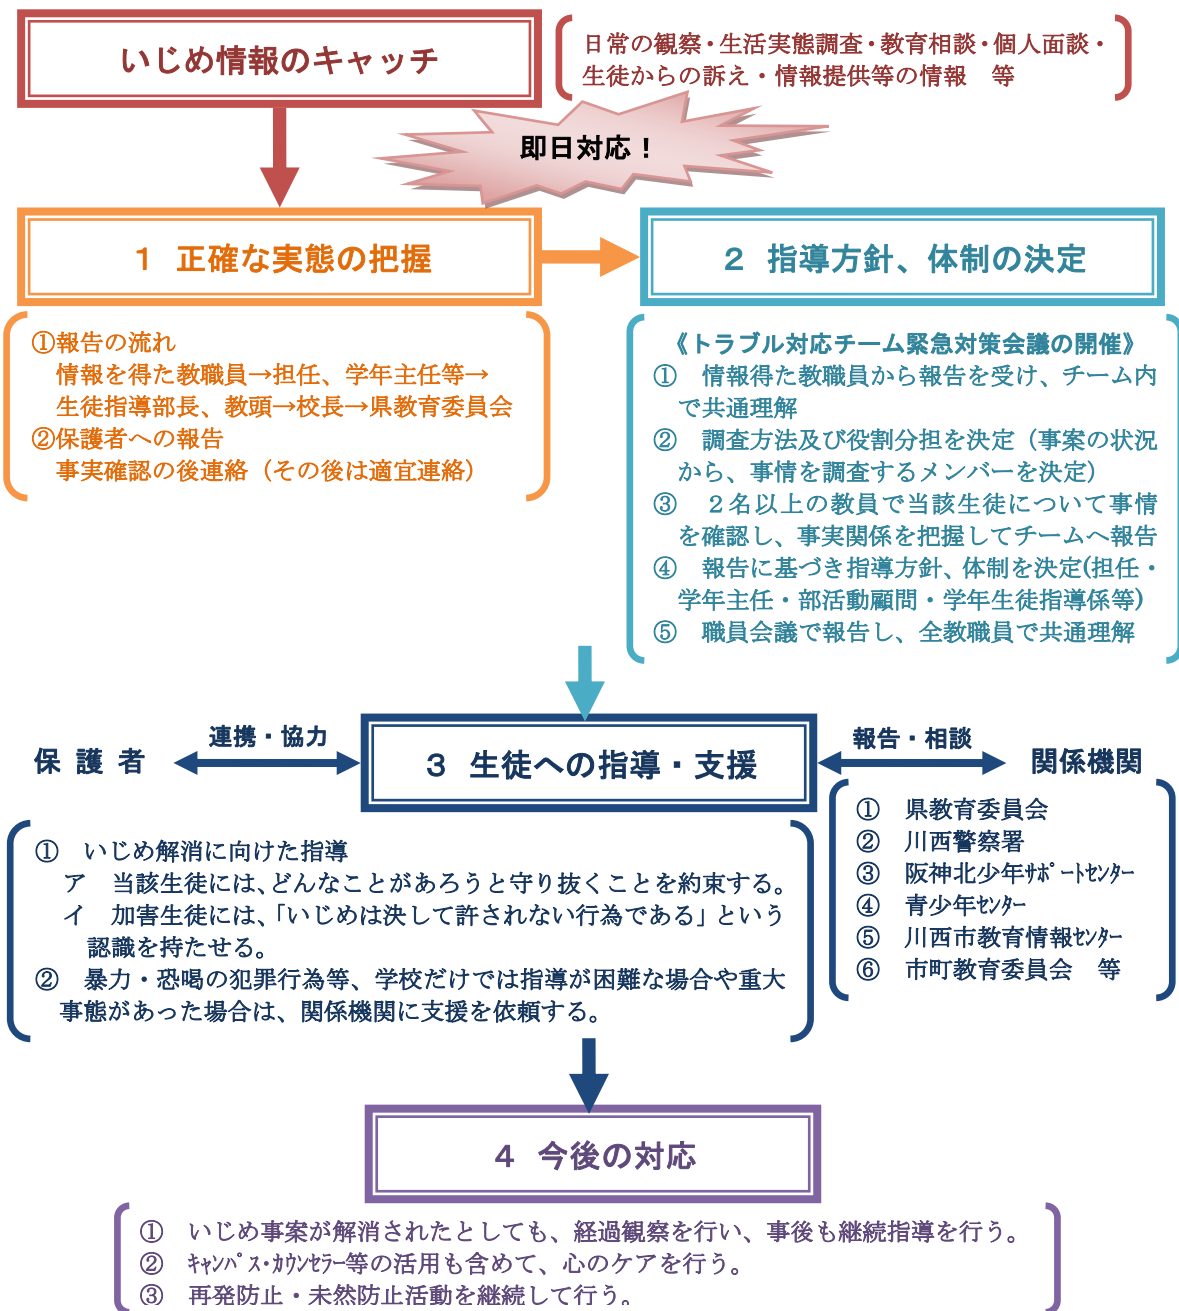 いじめ情報のキャッチ
日常の観察・生活実態調査・教育相談・個人面談・
生徒からの訴え・情報提供等の情報　等
即日対応！
１　正確な実態の把握
２　指導方針、体制の決定
①報告の流れ
情報を得た教職員→担任、学年主任等→
生徒指導部長、教頭→校長→県教育委員会
②保護者への報告
事実確認の後連絡（その後は適宜連絡）
《トラブル対応チーム緊急対策会議の開催》
①　情報得た教職員から報告を受け、チーム内
で共通理解
②　調査方法及び役割分担を決定（事案の状況
から、事情を調査するメンバーを決定）
③　２名以上の教員で当該生徒について事情
を確認し、事実関係を把握してチームへ報告
④　報告に基づき指導方針、体制を決定(担任・
学年主任・部活動顧問・学年生徒指導係等)
⑤　職員会議で報告し、全教職員で共通理解
保 護 者
連携・協力
３　生徒への指導・支援
報告・相談
関係機関
①　いじめ解消に向けた指導
ア　当該生徒には、どんなことがあろうと守り抜くことを約束する。
イ　加害生徒には、「いじめは決して許されない行為である」という
認識を持たせる。
②　暴力・恐喝の犯罪行為等、学校だけでは指導が困難な場合や重大
事態があった場合は、関係機関に支援を依頼する。
①　県教育委員会
②　川西警察署
③　阪神北少年ｻﾎﾟｰﾄｾﾝﾀｰ
④　青少年ｾﾝﾀｰ
⑤　川西市教育情報ｾﾝﾀｰ
⑥　市町教育委員会　等
４　今後の対応
①　いじめ事案が解消されたとしても、経過観察を行い、事後も継続指導を行う。
②　ｷｬﾝﾊﾟｽ･ｶｳﾝｾﾗｰ等の活用も含めて、心のケアを行う。
③　再発防止・未然防止活動を継続して行う。